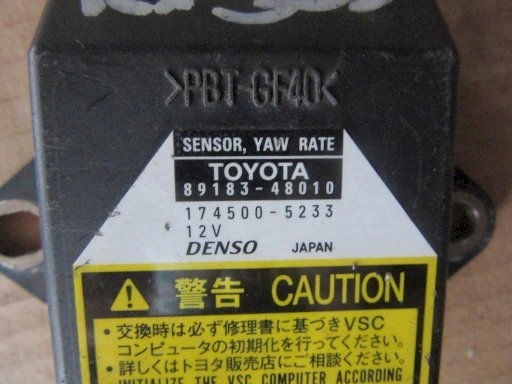 >PBT-GF40<
SENSOR, YAW RATE
TOYOTA
89183-48010
174500-5233
12V
DENSO JAPAN
警告 CAUTION
・交換時は必ず修理書に基づきVSC
コンピュータの初期化を行ってください。
・詳しくはトヨタ販売店にご相談ください。
INITIALIZE THE VSC COMPUTER ACCORDING